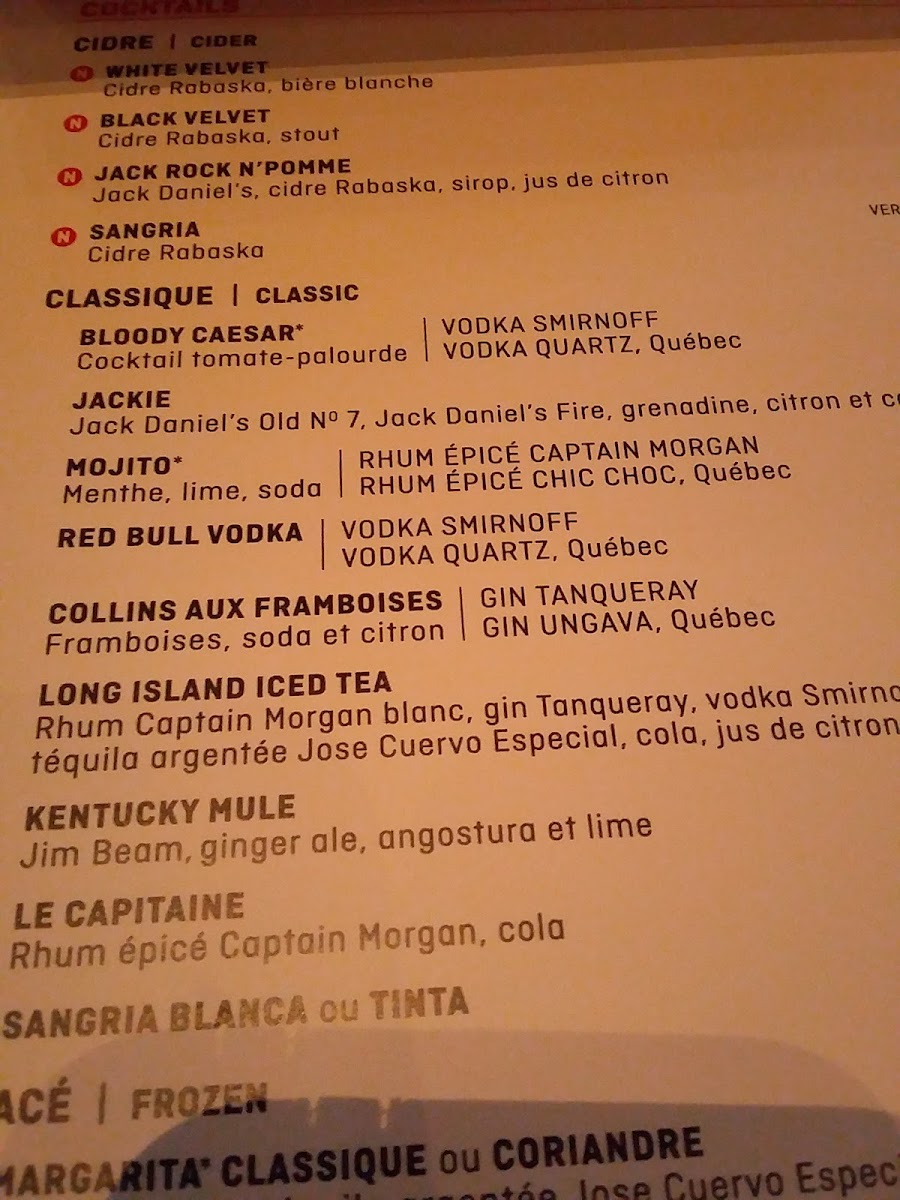 COCKTAILS
CIDRE | CIDER
N WHITE VELVET
Cidre Rabaska, bière blanche
N BLACK VELVET
Cidre Rabaska, stout
N JACK ROCK N'POMME
Jack Daniel's, cidre Rabaska, sirop, jus de citron
VER
N SANGRIA
Cidre Rabaska
CLASSIQUE | CLASSIC
BLOODY CAESAR* | VODKA SMIRNOFF
Cocktail tomate-palourde | VODKA QUARTZ, Québec
JACKIE
Jack Daniel's Old Nº 7, Jack Daniel's Fire, grenadine, citron et c
MOJITO* | RHUM ÉPICÉ CAPTAIN MORGAN
Menthe, lime, soda | RHUM ÉPICÉ CHIC CHOC, Québec
RED BULL VODKA | VODKA SMIRNOFF
VODKA QUARTZ, Québec
COLLINS AUX FRAMBOISES | GIN TANQUERAY
Framboises, soda et citron | GIN UNGAVA, Québec
LONG ISLAND ICED TEA
Rhum Captain Morgan blanc, gin Tanqueray, vodka Smirno
téquila argentée Jose Cuervo Especial, cola, jus de citron
KENTUCKY MULE
Jim Beam, ginger ale, angostura et lime
LE CAPITAINE
Rhum épicé Captain Morgan, cola
SANGRIA BLANCA ou TINTA
ACÉ | FROZEN
MARGARITA* CLASSIQUE ou CORIANDRE
argentée Jose Cuervo Espec